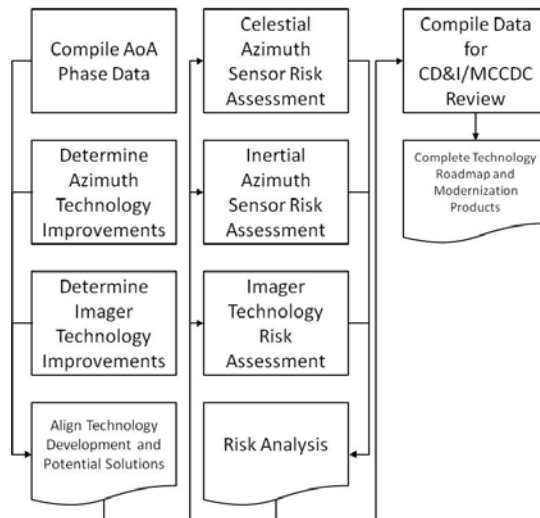 Compile AoA
Phase Data
Determine
Azimuth
Technology
Improvements
Determine
Imager
Technology
Improvements
Align Technology
Development and
Potential Solutions
Celestial
Azimuth
Sensor Risk
Assessment
Inertial
Azimuth
Sensor Risk
Assessment
Imager
Technology
Risk
Assessment
Risk Analysis
Compile Data
for
CD&I/MCCDC
Review
Complete Technology
Roadmap and
Modernization
Products